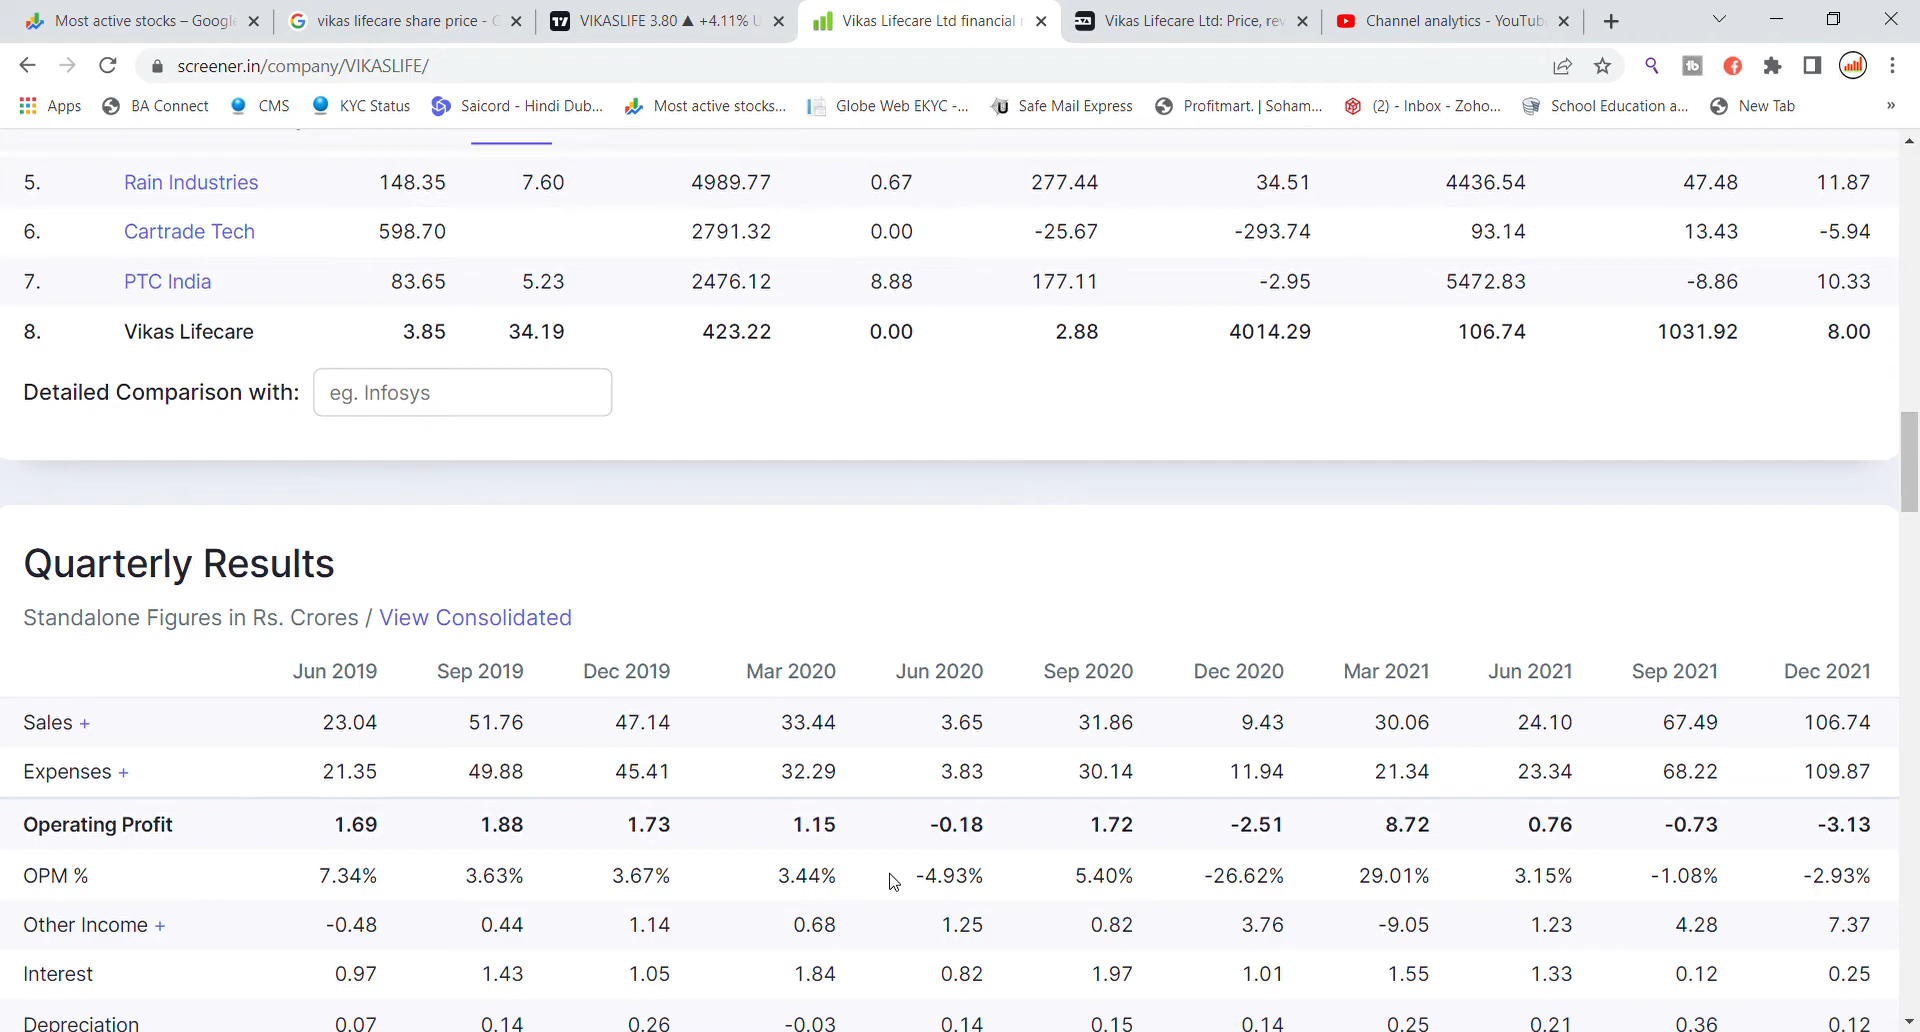 Most active stocks – Google
vikas lifecare share price - G
VIKASLIFE 3.80 ▲ +4.11% U
Vikas Lifecare Ltd financial r
Vikas Lifecare Ltd: Price, rev
Channel analytics - YouTube
screener.in/company/VIKASLIFE/
Apps BA Connect CMS KYC Status Saicord - Hindi Dub... Most active stocks... Globe Web EKYC -... Safe Mail Express Profitmart. | Soham... (2) - Inbox - Zoho... School Education a... New Tab »
5. Rain Industries 148.35 7.60 4989.77 0.67 277.44 34.51 4436.54 47.48 11.87
6. Cartrade Tech 598.70 2791.32 0.00 -25.67 -293.74 93.14 13.43 -5.94
7. PTC India 83.65 5.23 2476.12 8.88 177.11 -2.95 5472.83 -8.86 10.33
8. Vikas Lifecare 3.85 34.19 423.22 0.00 2.88 4014.29 106.74 1031.92 8.00
Detailed Comparison with: eg. Infosys
Quarterly Results
Standalone Figures in Rs. Crores / View Consolidated
Jun 2019 Sep 2019 Dec 2019 Mar 2020 Jun 2020 Sep 2020 Dec 2020 Mar 2021 Jun 2021 Sep 2021 Dec 2021
Sales + 23.04 51.76 47.14 33.44 3.65 31.86 9.43 30.06 24.10 67.49 106.74
Expenses + 21.35 49.88 45.41 32.29 3.83 30.14 11.94 21.34 23.34 68.22 109.87
Operating Profit 1.69 1.88 1.73 1.15 -0.18 1.72 -2.51 8.72 0.76 -0.73 -3.13
OPM % 7.34% 3.63% 3.67% 3.44% -4.93% 5.40% -26.62% 29.01% 3.15% -1.08% -2.93%
Other Income + -0.48 0.44 1.14 0.68 1.25 0.82 3.76 -9.05 1.23 4.28 7.37
Interest 0.97 1.43 1.05 1.84 0.82 1.97 1.01 1.55 1.33 0.12 0.25
Depreciation 0.07 0.14 0.26 -0.03 0.14 0.15 0.14 0.25 0.21 0.36 0.12